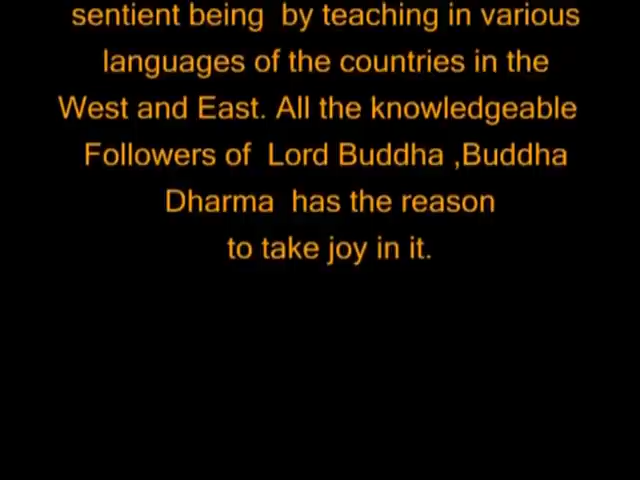 sentient being  by teaching in various
languages of the countries in the
West and East. All the knowledgeable
Followers of  Lord Buddha ,Buddha
Dharma  has the reason
to take joy in it.